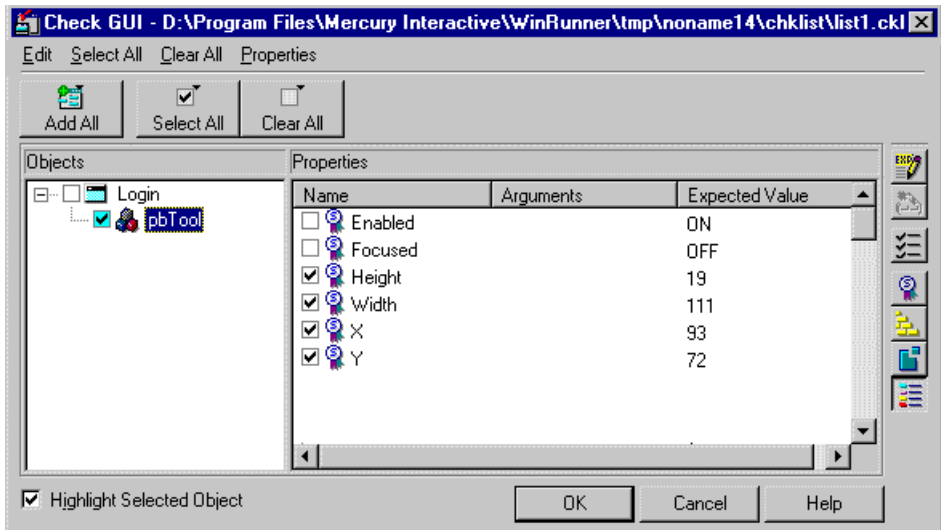 Check GUI - D:\Program Files\Mercury Interactive\WinRunner\tmp\noname14\chklist\list1.ckl
Edit Select All Clear All Properties
Add All Select All Clear All
Objects Properties
Login
pbTool
Name Arguments Expected Value
Enabled ON
Focused OFF
Height 19
Width 111
X 93
Y 72
Highlight Selected Object OK Cancel Help